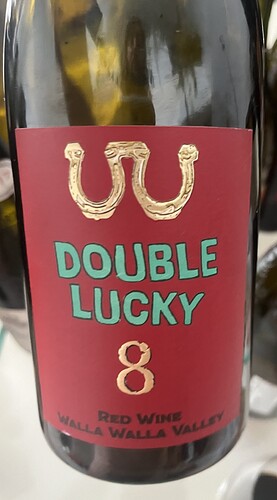 DOUBLE
LUCKY
8
RED WINE
WALLA WALLA VALLEY